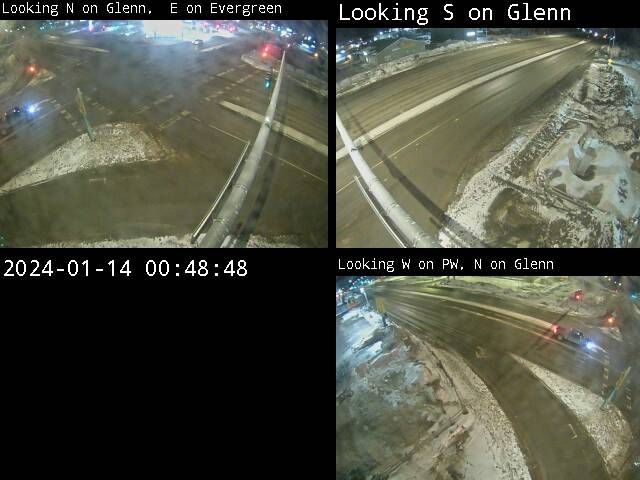 Looking N on Glenn,  E on Evergreen
Looking S on Glenn
2024-01-14 00:48:48
Looking W on PW, N on Glenn